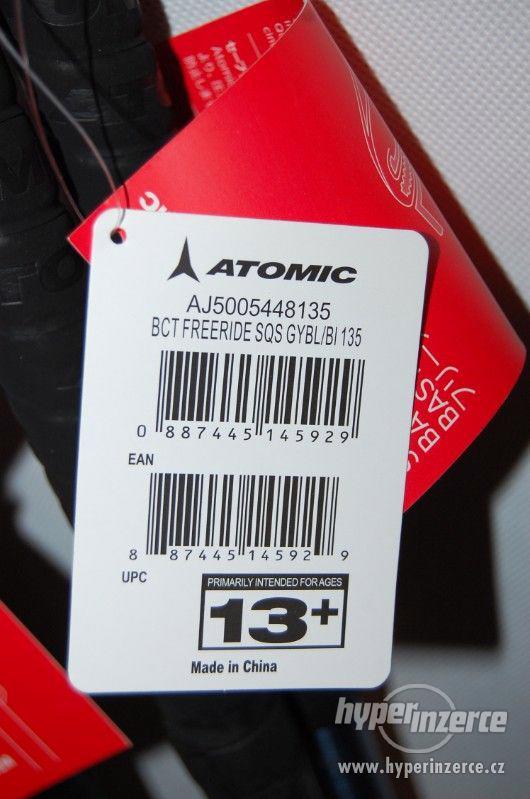 ATOMIC
AJ5005448135
BCT FREERIDE SQS GYBL/Bl 135
0 887445 145929
EAN
8 87445 14592 9
UPC
PRIMARILY INTENDED FOR AGES
13+
Made in China
hyperinzerce
www.hyperinzerce.cz